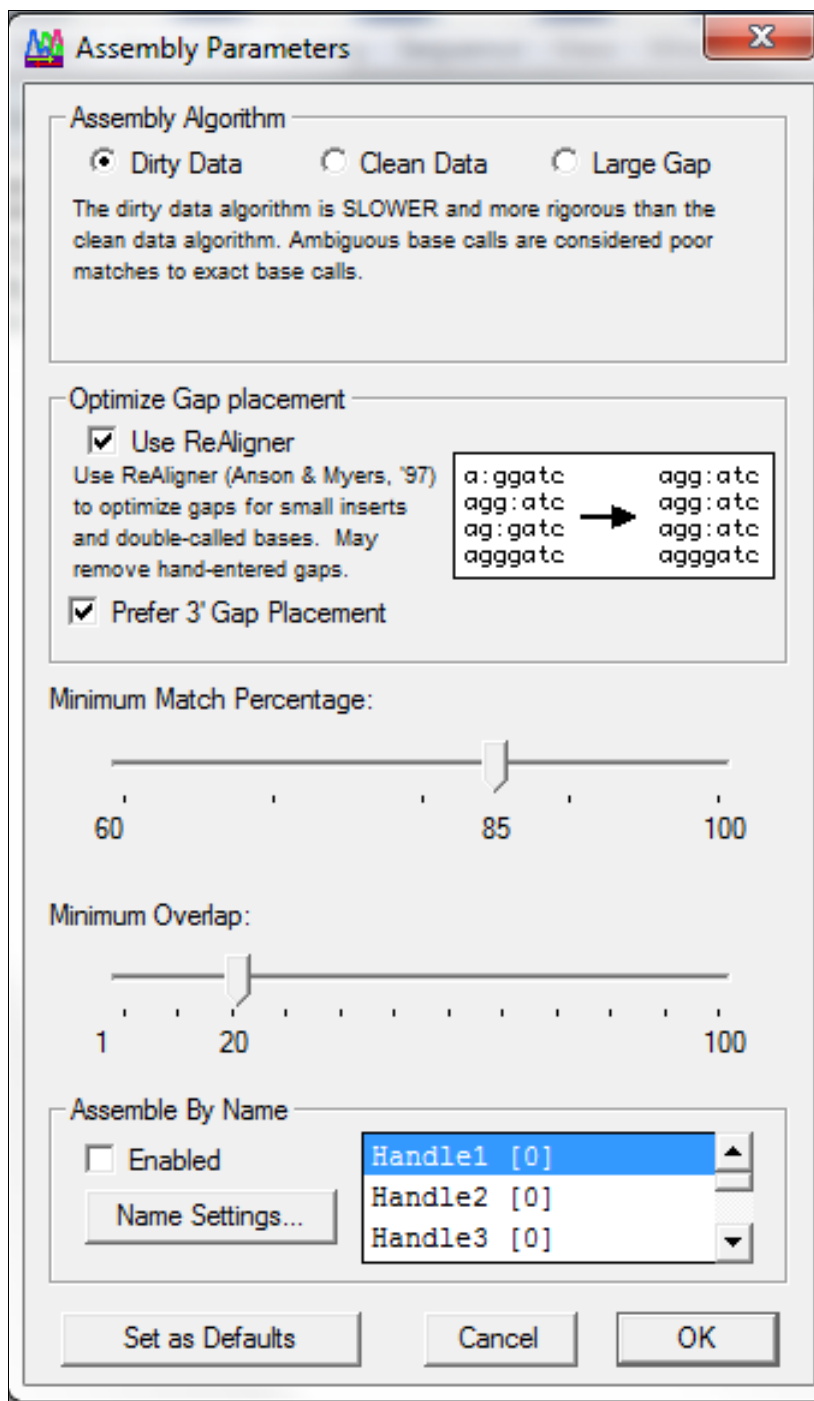 Assembly Parameters
Assembly Algorithm
Dirty Data Clean Data Large Gap
The dirty data algorithm is SLOWER and more rigorous than the
clean data algorithm. Ambiguous base calls are considered poor
matches to exact base calls.
Optimize Gap placement
Use ReAligner
Use ReAligner (Anson & Myers, '97)
to optimize gaps for small inserts
and double-called bases. May
remove hand-entered gaps.
a:ggatc agg:atc
agg:atc agg:atc
ag:gatc agg:atc
agggatc agggatc
Prefer 3' Gap Placement
Minimum Match Percentage:
60 85 100
Minimum Overlap:
1 20 100
Assemble By Name
Enabled
Name Settings...
Handle1 [0]
Handle2 [0]
Handle3 [0]
Set as Defaults Cancel OK